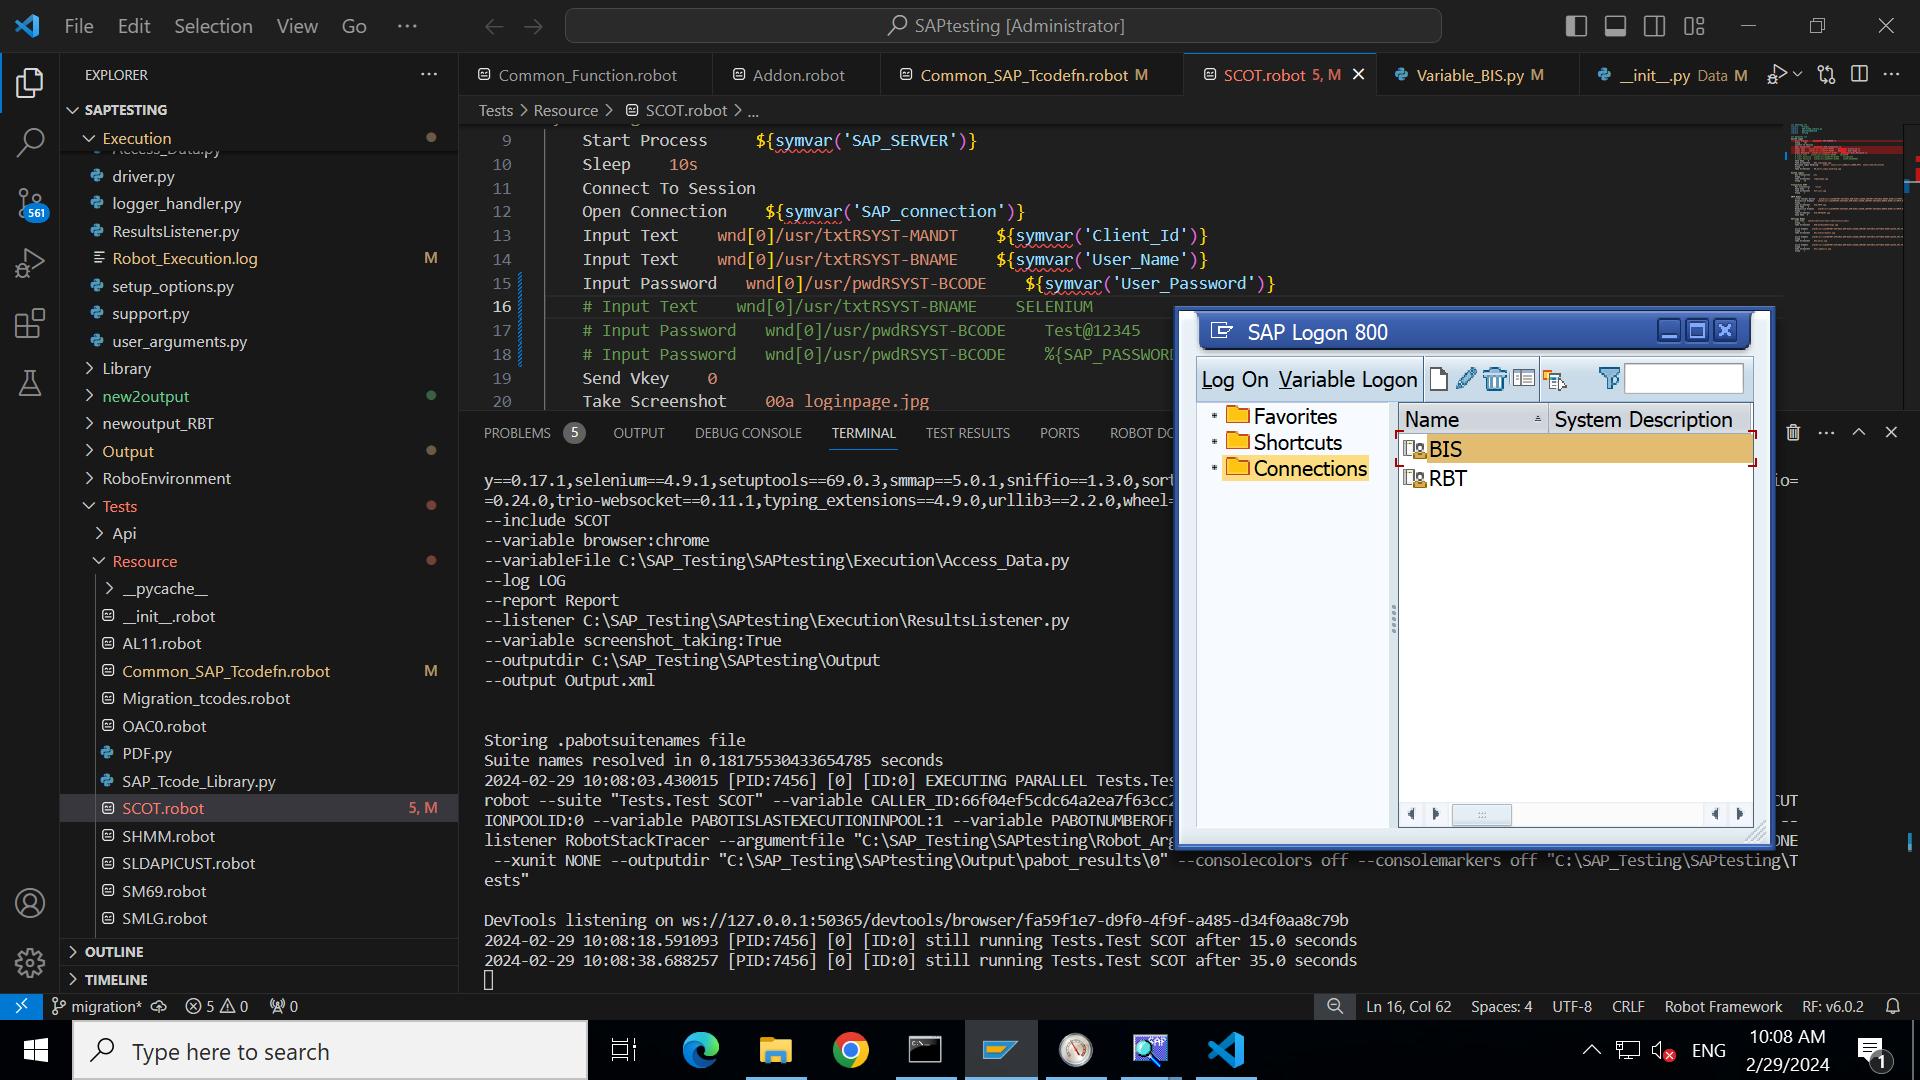 File Edit Selection View Go ···
SAPtesting [Administrator]
EXPLORER
SAPTESTING
Execution
driver.py
logger_handler.py
ResultsListener.py
Robot_Execution.log M
setup_options.py
support.py
user_arguments.py
Library
new2output
newoutput_RBT
Output
RoboEnvironment
Tests
Api
Resource
__pycache__
__init__.robot
AL11.robot
Common_SAP_Tcodefn.robot M
Migration_tcodes.robot
OAC0.robot
PDF.py
SAP_Tcode_Library.py
SCOT.robot 5, M
SHMM.robot
SLDAPICUST.robot
SM69.robot
SMLG.robot
OUTLINE
TIMELINE
561
Common_Function.robot
Addon.robot
Common_SAP_Tcodefn.robot M
SCOT.robot 5, M
Variable_BIS.py M
__init__.py Data M
Tests > Resource > SCOT.robot > ...
9 Start Process ${symvar('SAP_SERVER')}
10 Sleep 10s
11 Connect To Session
12 Open Connection ${symvar('SAP_connection')}
13 Input Text wnd[0]/usr/txtRSYST-MANDT ${symvar('Client_Id')}
14 Input Text wnd[0]/usr/txtRSYST-BNAME ${symvar('User_Name')}
15 Input Password wnd[0]/usr/pwdRSYST-BCODE ${symvar('User_Password')}
16 # Input Text wnd[0]/usr/txtRSYST-BNAME SELENIUM
17 # Input Password wnd[0]/usr/pwdRSYST-BCODE Test@12345
18 # Input Password wnd[0]/usr/pwdRSYST-BCODE %{SAP_PASSWORD
19 Send Vkey 0
20 Take Screenshot 00a_loginpage.jpg
PROBLEMS 5 OUTPUT DEBUG CONSOLE TERMINAL TEST RESULTS PORTS ROBOT DO
y==0.17.1,selenium==4.9.1,setuptools==69.0.3,smmap==5.0.1,sniffio==1.3.0,sort
io=
=0.24.0,trio-websocket==0.11.1,typing_extensions==4.9.0,urllib3==2.2.0,wheel=
--include SCOT
--variable browser:chrome
--variableFile C:\SAP_Testing\SAPtesting\Execution\Access_Data.py
--log LOG
--report Report
--listener C:\SAP_Testing\SAPtesting\Execution\ResultsListener.py
--variable screenshot_taking:True
--outputdir C:\SAP_Testing\SAPtesting\Output
--output Output.xml
Storing .pabotsuitenames file
Suite names resolved in 0.18175530433654785 seconds
2024-02-29 10:08:03.430015 [PID:7456] [0] [ID:0] EXECUTING PARALLEL Tests.Tes
robot --suite "Tests.Test SCOT" --variable CALLER_ID:66f04ef5cdc64a2ea7f63cc2
CUT
IONPOOLID:0 --variable PABOTISLASTEXECUTIONINPOOL:1 --variable PABOTNUMBEROFP
--
listener RobotStackTracer --argumentfile "C:\SAP_Testing\SAPtesting\Robot_Arg
ONE
--xunit NONE --outputdir "C:\SAP_Testing\SAPtesting\Output\pabot_results\0" --consolecolors off --consolemarkers off "C:\SAP_Testing\SAPtesting\T
ests"
DevTools listening on ws://127.0.0.1:50365/devtools/browser/fa59f1e7-d9f0-4f9f-a485-d34f0aa8c79b
2024-02-29 10:08:18.591093 [PID:7456] [0] [ID:0] still running Tests.Test SCOT after 15.0 seconds
2024-02-29 10:08:38.688257 [PID:7456] [0] [ID:0] still running Tests.Test SCOT after 35.0 seconds
SAP Logon 800
Log On Variable Logon
Favorites
Shortcuts
Connections
Name System Description
BIS
RBT
migration* 5 0 0
Ln 16, Col 62 Spaces: 4 UTF-8 CRLF Robot Framework RF: v6.0.2
Type here to search
ENG
10:08 AM
2/29/2024
1